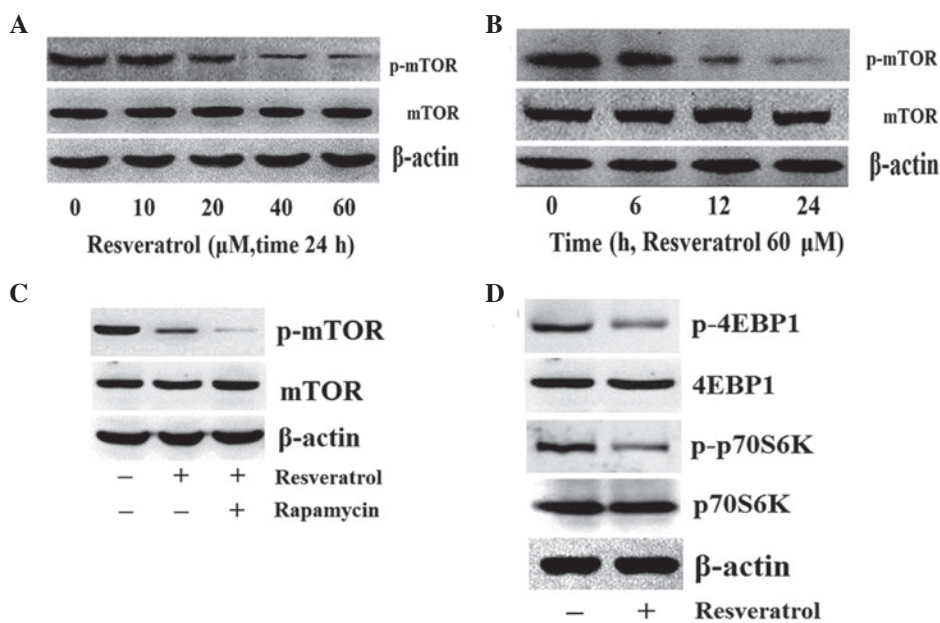 A
p-mTOR
mTOR
β-actin
0 10 20 40 60
Resveratrol (μM,time 24 h)
B
p-mTOR
mTOR
β-actin
0 6 12 24
Time (h, Resveratrol 60 μM)
C
p-mTOR
mTOR
β-actin
– + + Resveratrol
– – + Rapamycin
D
p-4EBP1
4EBP1
p-p70S6K
p70S6K
β-actin
– + Resveratrol